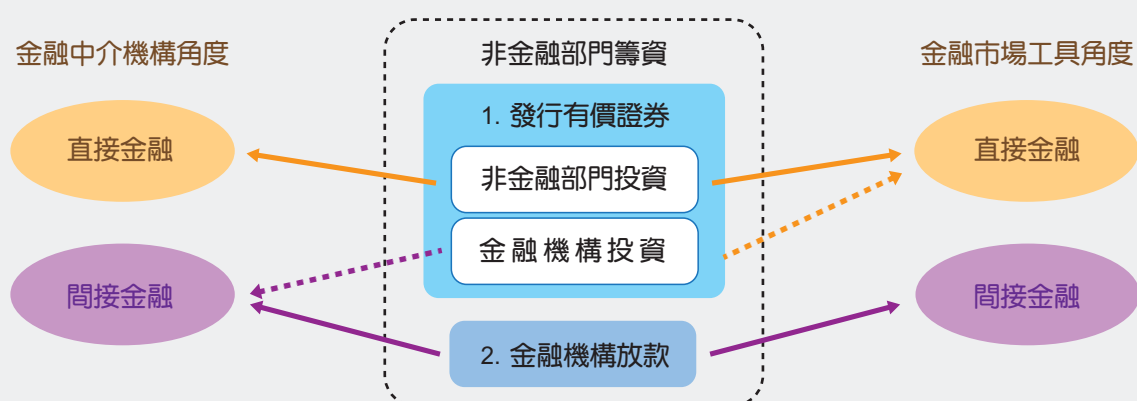 金融中介機構角度
非金融部門籌資
金融市場工具角度
1. 發行有價證券
直接金融
非金融部門投資
直接金融
金融機構投資
間接金融
間接金融
2. 金融機構放款